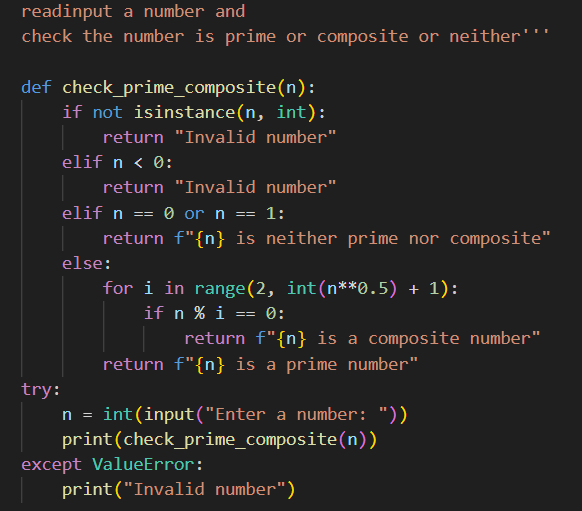 readinput a number and
check the number is prime or composite or neither'''

def check_prime_composite(n):
    if not isinstance(n, int):
        return "Invalid number"
    elif n < 0:
        return "Invalid number"
    elif n == 0 or n == 1:
        return f"{n} is neither prime nor composite"
    else:
        for i in range(2, int(n**0.5) + 1):
            if n % i == 0:
                return f"{n} is a composite number"
        return f"{n} is a prime number"
try:
    n = int(input("Enter a number: "))
    print(check_prime_composite(n))
except ValueError:
    print("Invalid number")